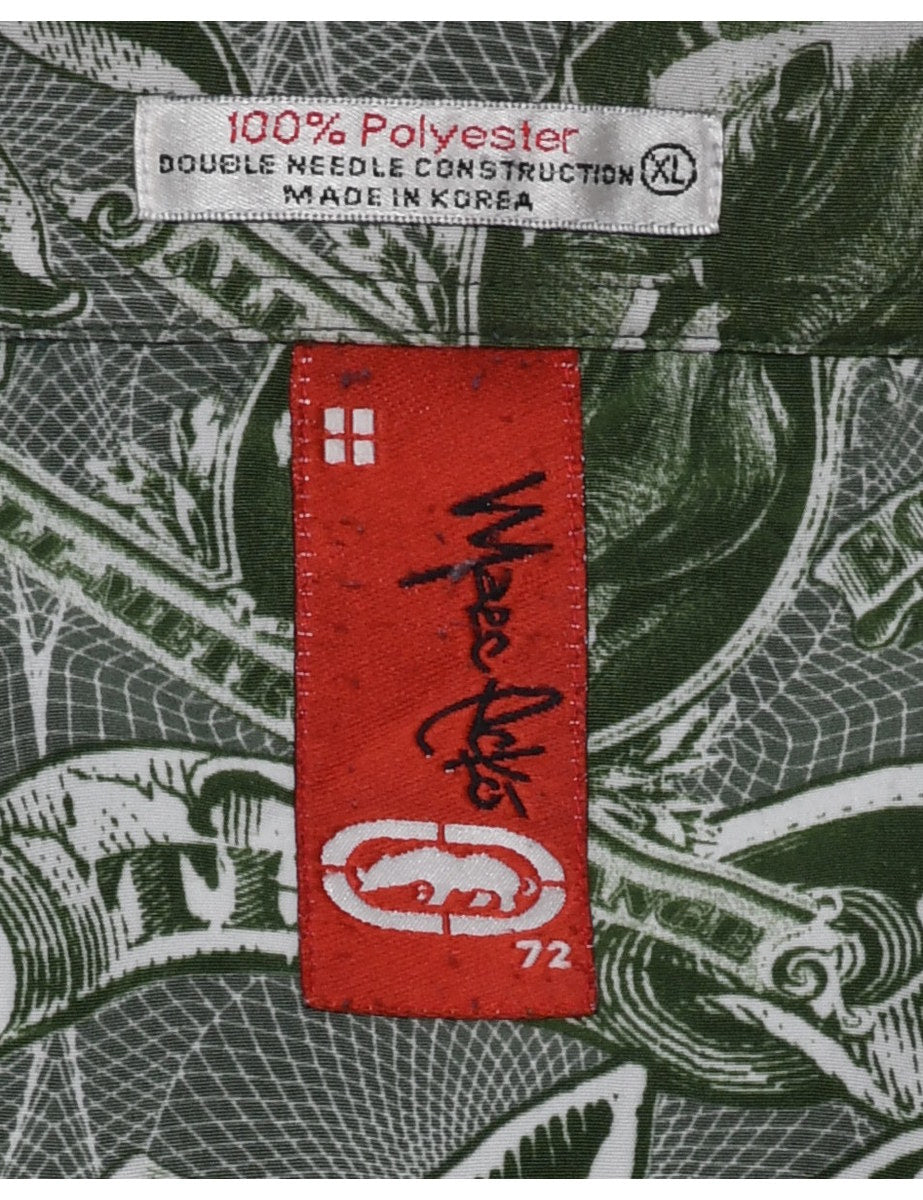 100% Polyester
DOUBLE NEEDLE CONSTRUCTION XL
MADE IN KOREA
Marc Ecko
72